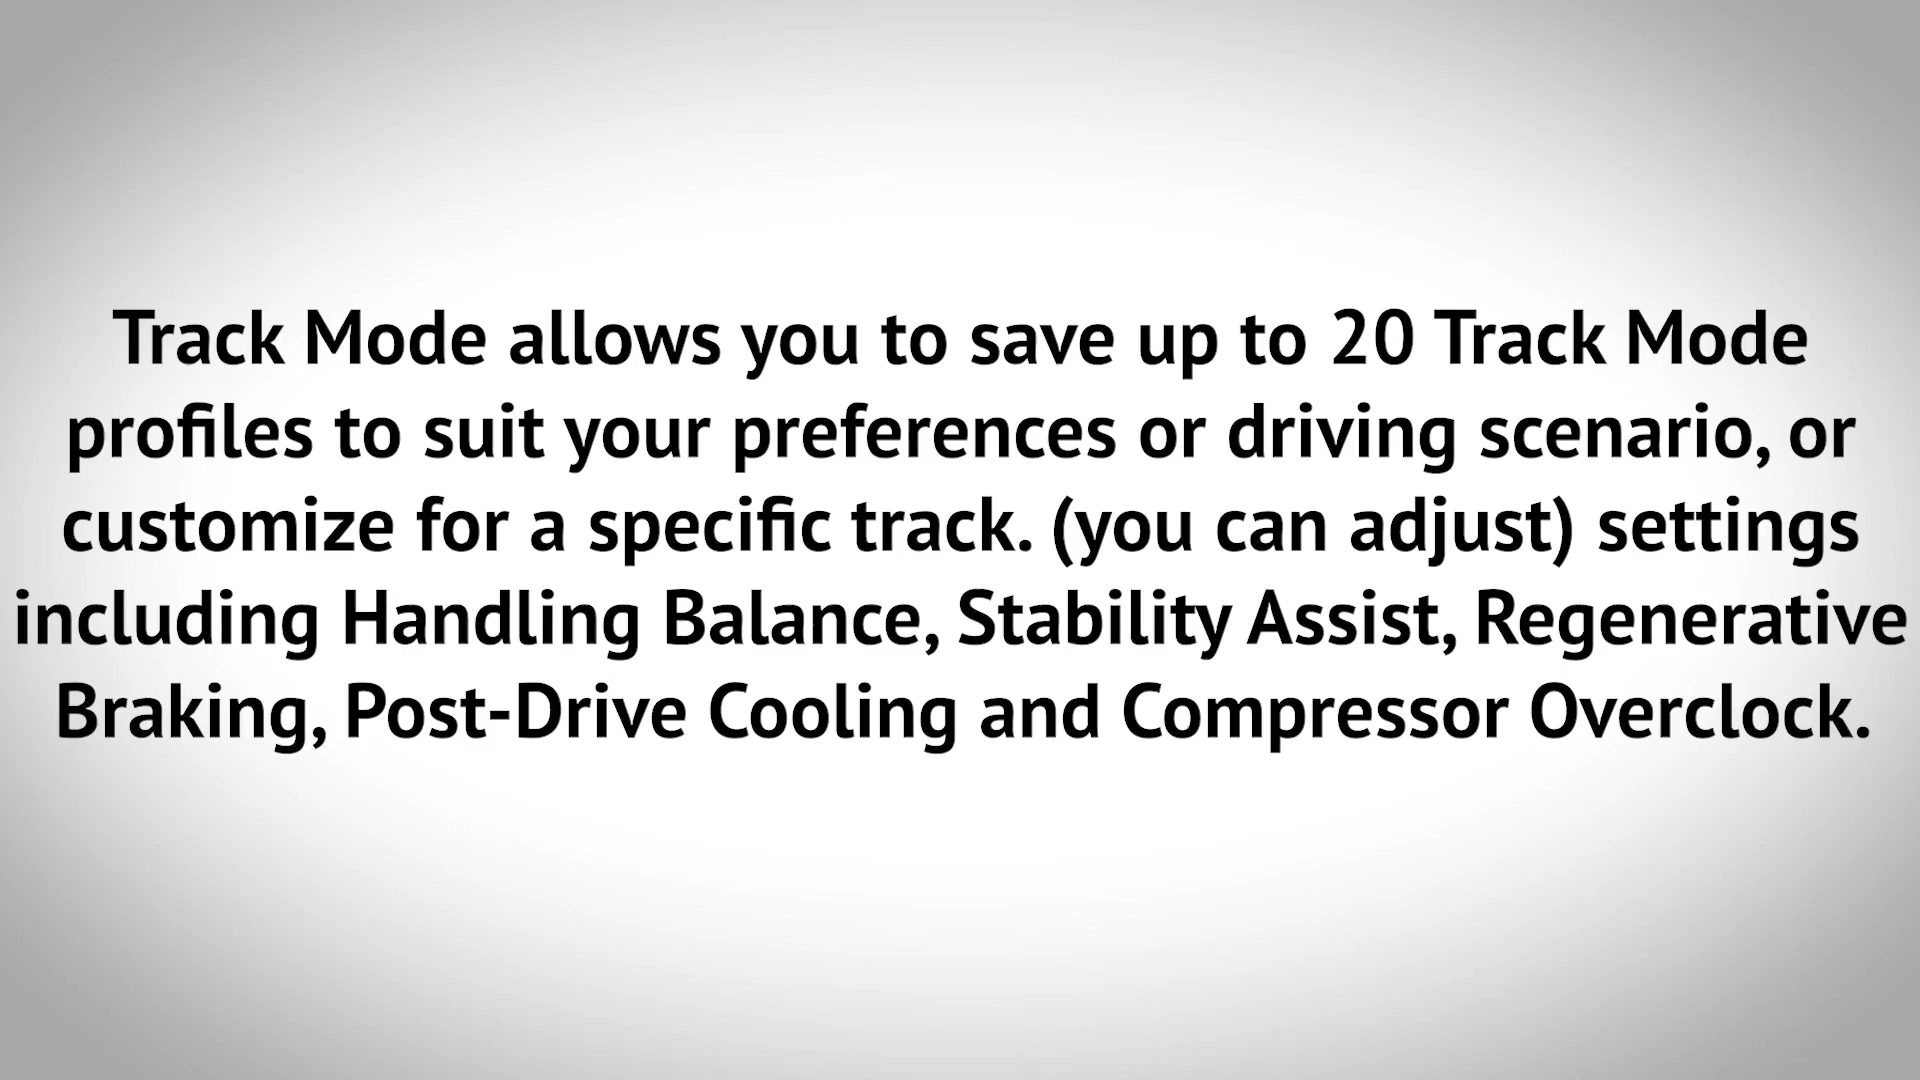 Track Mode allows you to save up to 20 Track Mode
profiles to suit your preferences or driving scenario, or
customize for a specific track. (you can adjust) settings
including Handling Balance, Stability Assist, Regenerative
Braking, Post-Drive Cooling and Compressor Overclock.